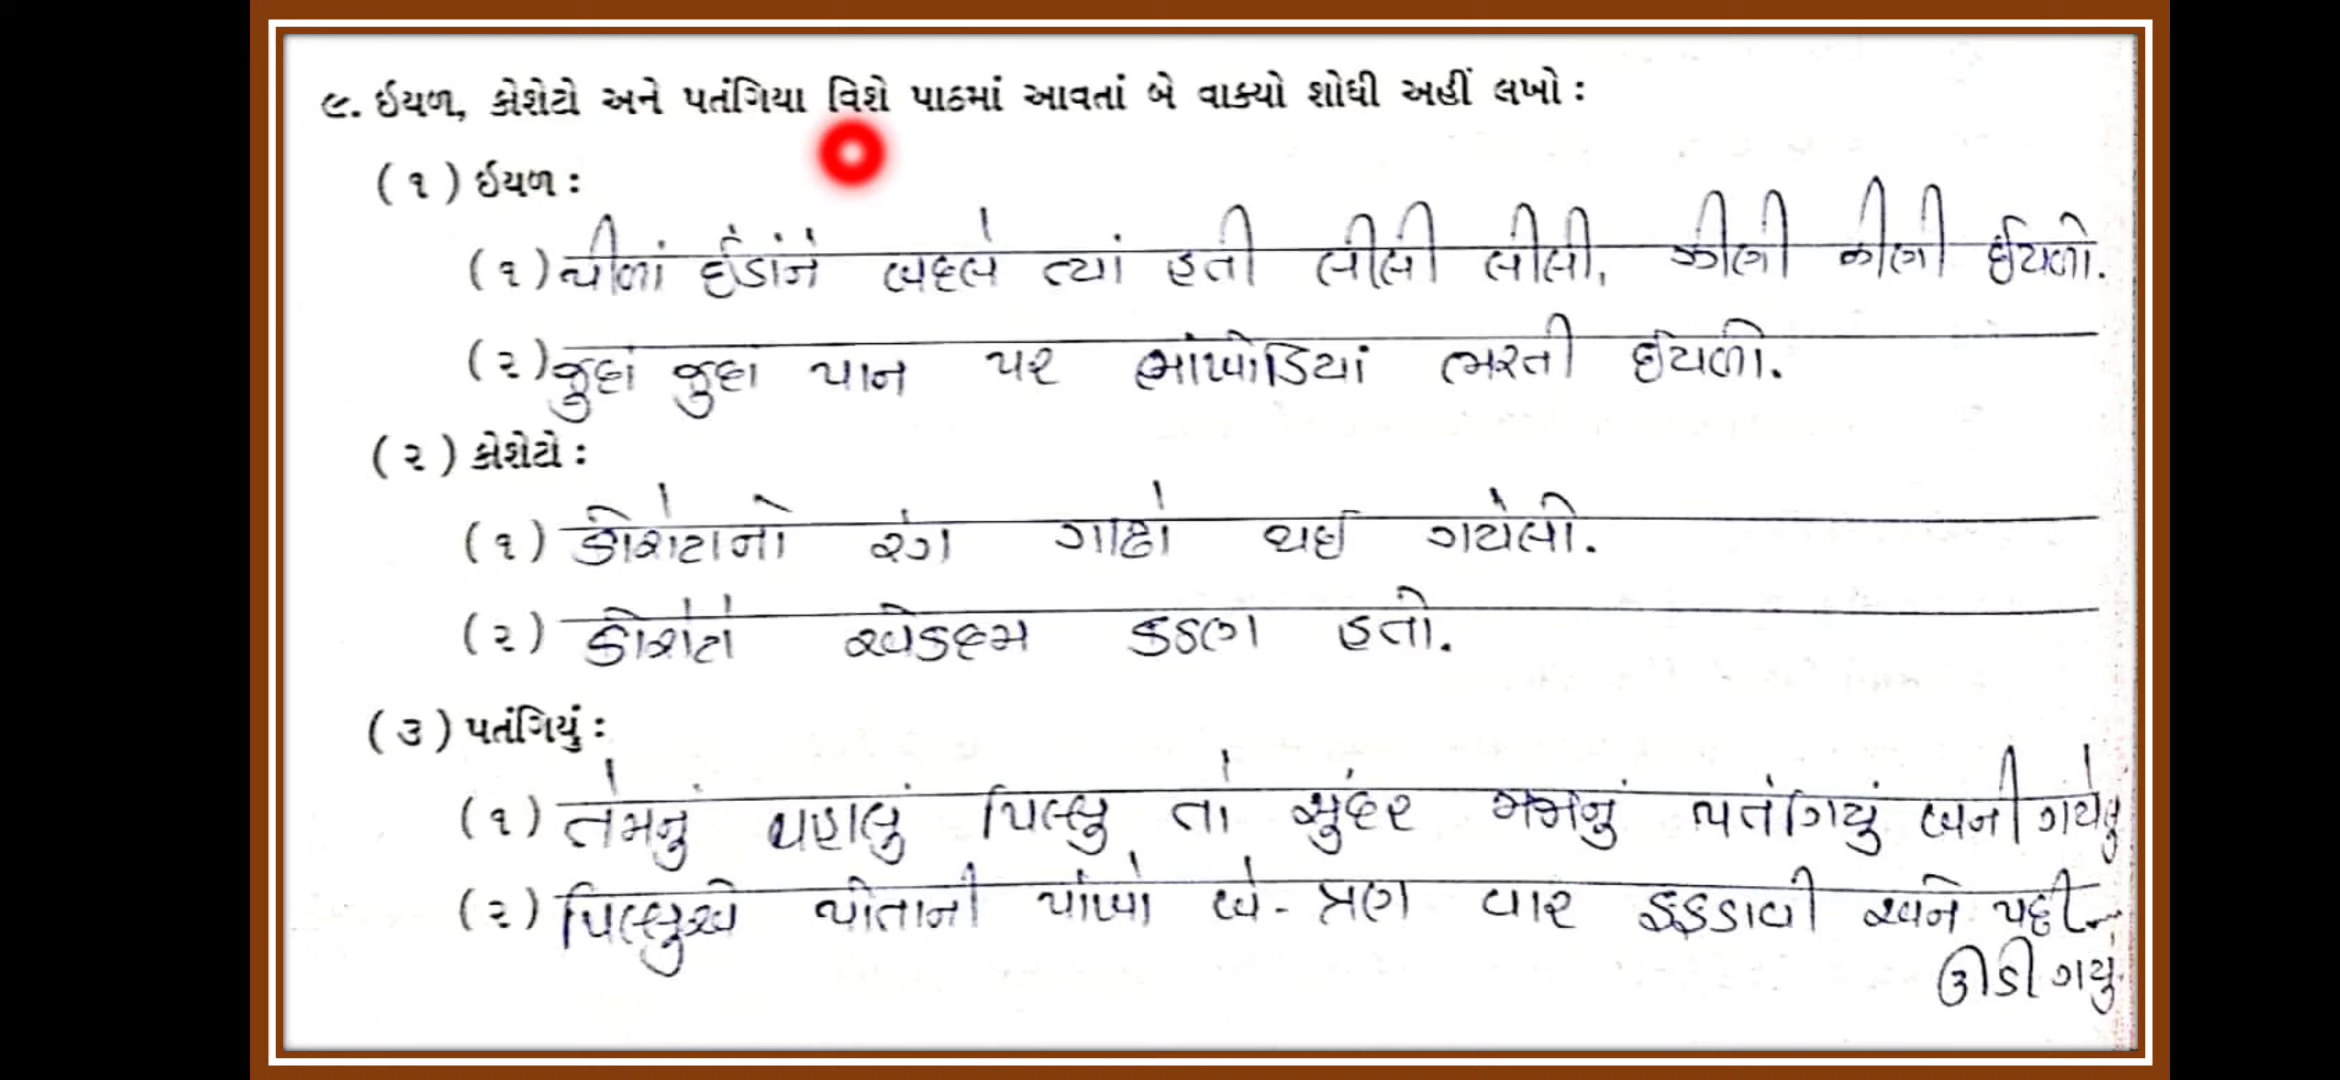 ૯. ઈયળ, કોશેટો અને પતંગિયા વિશે પાઠમાં આવતાં બે વાક્યો શોધી અહીં લખો :
(૧) ઈયળ :
(૧) પીળાં ઈંડાંને બદલે ત્યાં હતી લીલી લીલી, ઝીણી ઝીણી ઈયળો.
(૨) જુદાં જુદાં પાન પર ભાંખોડિયાં ભરતી ઈયળો.
(૨) કોશેટો :
(૧) કોશેટાનો રંગ ગાઢો થઈ ગયેલો.
(૨) કોશેટો એકદમ કઠણ હતો.
(૩) પતંગિયું :
(૧) તેમનું વહાલું પિલ્લુ તો સુંદર મજાનું પતંગિયું બની ગયેલું
(૨) પિલ્લુએ પોતાની પાંખો બે-ત્રણ વાર ફફડાવી અને પછી
ઊડી ગયું.